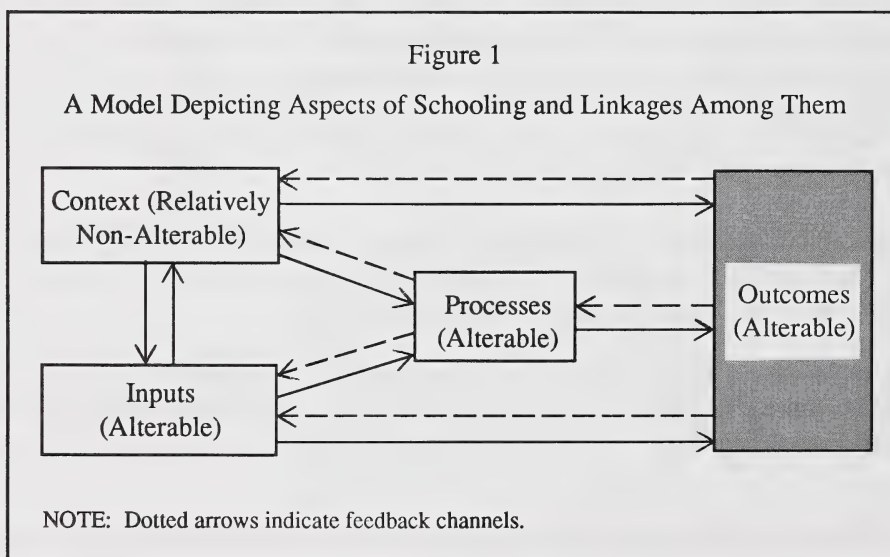 Figure 1
A Model Depicting Aspects of Schooling and Linkages Among Them
Context (Relatively
Non-Alterable)
Processes
(Alterable)
Outcomes
(Alterable)
Inputs
(Alterable)
NOTE: Dotted arrows indicate feedback channels.